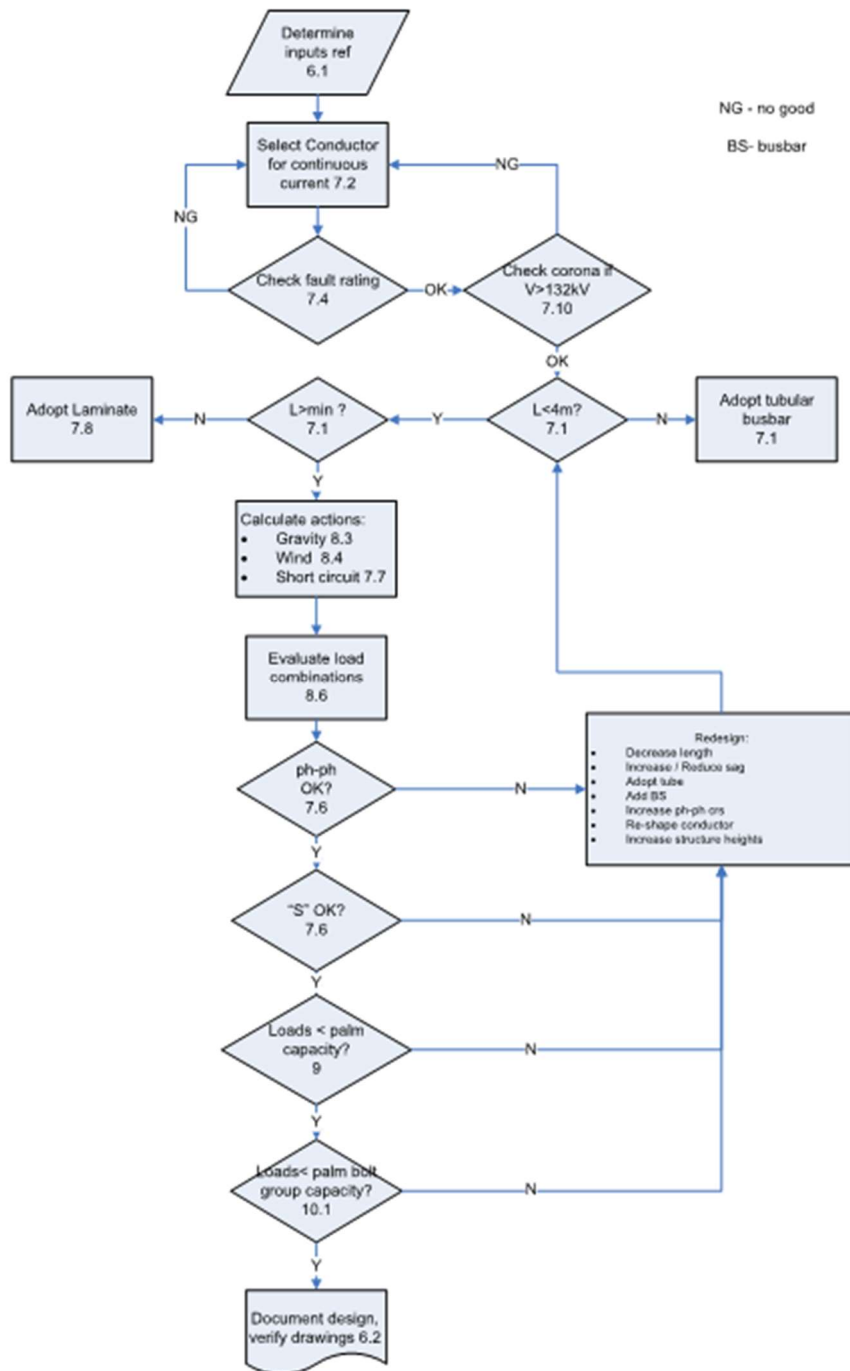 Determine
inputs ref
6.1
NG - no good
BS- busbar
Select Conductor
for continuous
current 7.2
NG
NG
Check fault rating
7.4
OK
Check corona if
V>132kV
7.10
OK
Adopt Laminate
7.8
N
L>min ?
7.1
Y
L<4m?
7.1
N
Adopt tubular
busbar
7.1
Y
Calculate actions:
• Gravity 8.3
• Wind 8.4
• Short circuit 7.7
Evaluate load
combinations
8.6
ph-ph
OK?
7.6
N
Redesign:
• Decrease length
• Increase / Reduce sag
• Adopt tube
• Add BS
• Increase ph-ph crs
• Re-shape conductor
• Increase structure heights
Y
"S" OK?
7.6
N
Y
Loads < palm
capacity?
9
N
Y
Loads< palm bolt
group capacity?
10.1
N
Y
Document design,
verify drawings 6.2